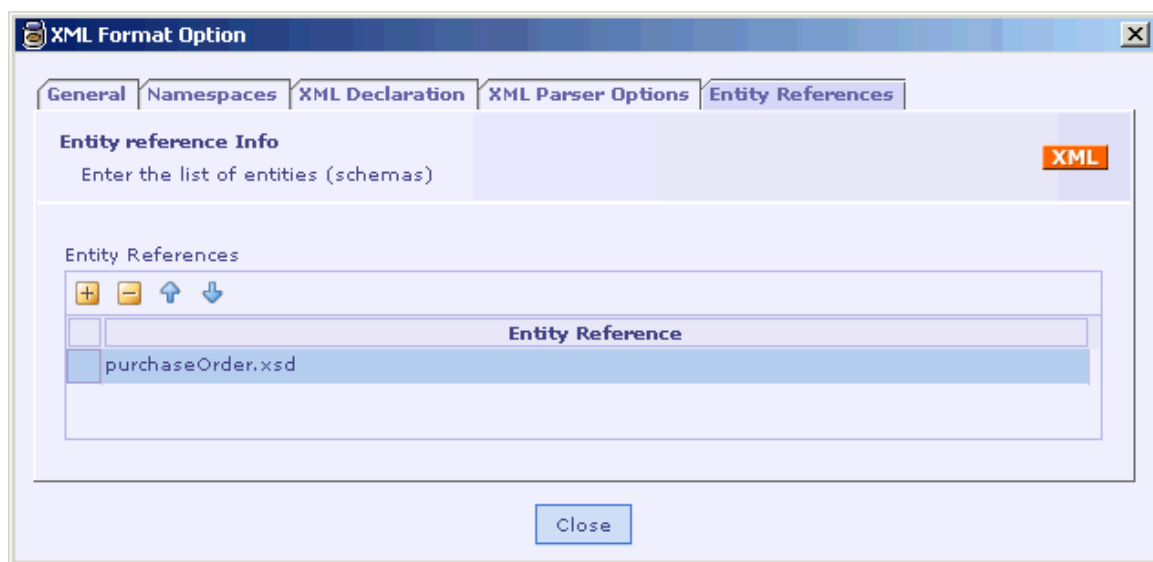 XML Format Option
General Namespaces XML Declaration XML Parser Options Entity References
Entity reference Info
XML
Enter the list of entities (schemas)
Entity References
Entity Reference
purchaseOrder.xsd
Close